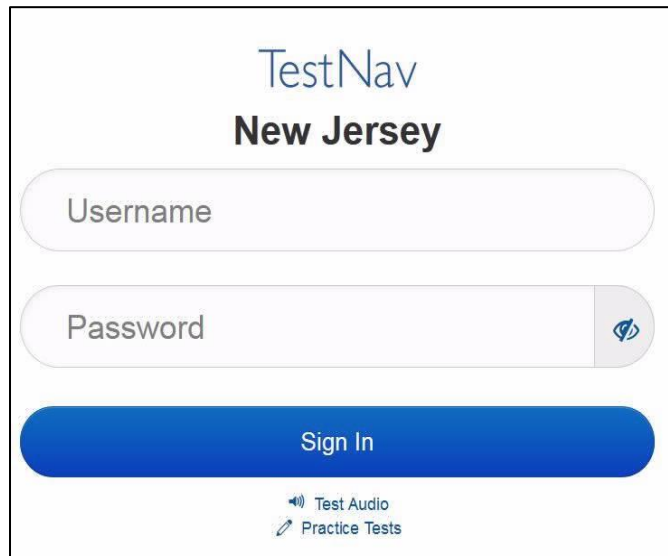 TestNav
New Jersey
Username
Password
Sign In
Test Audio
Practice Tests